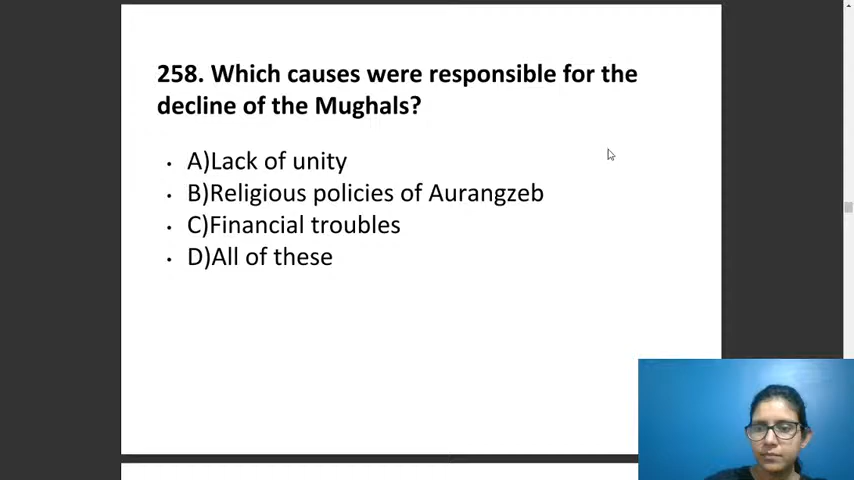 258. Which causes were responsible for the
decline of the Mughals?
• A)Lack of unity
• B)Religious policies of Aurangzeb
• C)Financial troubles
• D)All of these